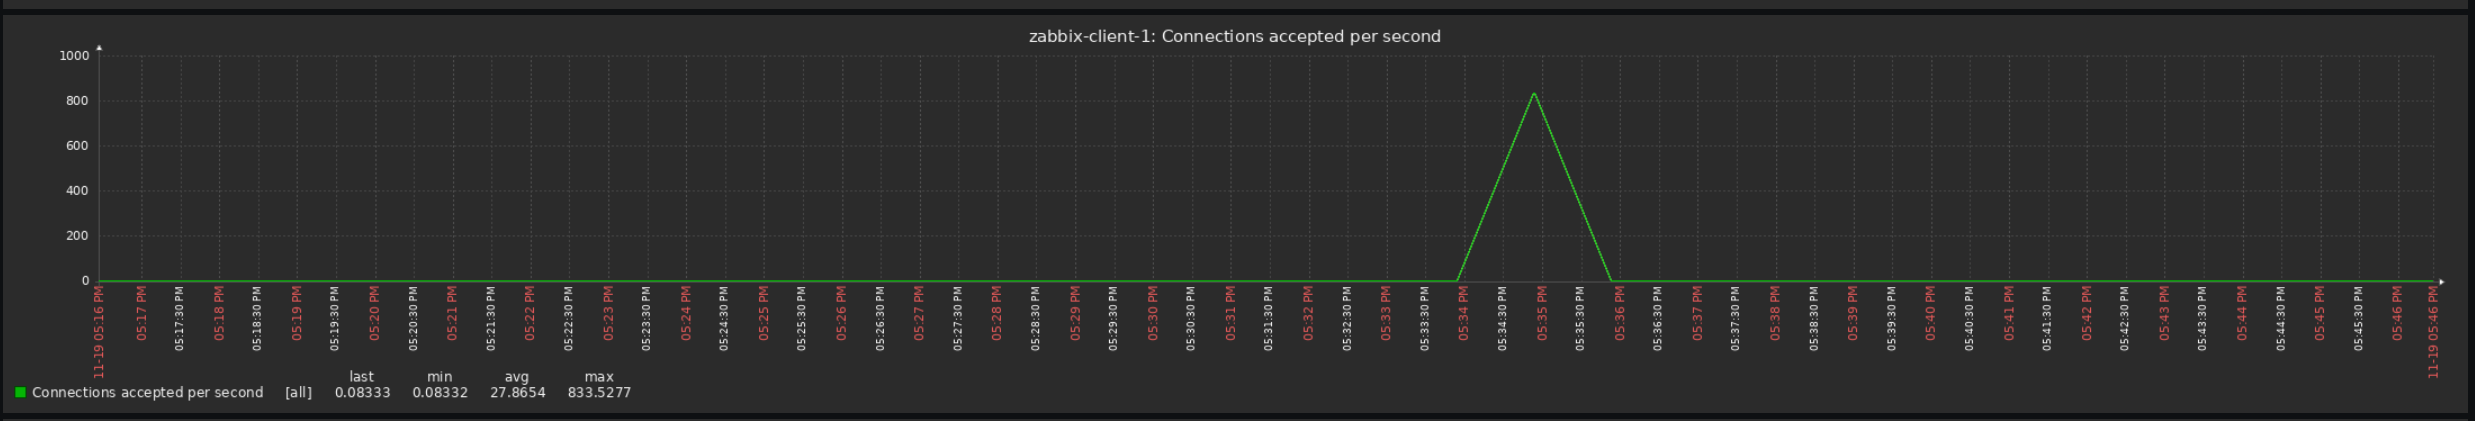 zabbix-client-1: Connections accepted per second
1000
800
600
400
200
0
11-19 05:16 PM
05:17 PM
05:17:30 PM
05:18 PM
05:18:30 PM
05:19 PM
05:19:30 PM
05:20 PM
05:20:30 PM
05:21 PM
05:21:30 PM
05:22 PM
05:22:30 PM
05:23 PM
05:23:30 PM
05:24 PM
05:24:30 PM
05:25 PM
05:25:30 PM
05:26 PM
05:26:30 PM
05:27 PM
05:27:30 PM
05:28 PM
05:28:30 PM
05:29 PM
05:29:30 PM
05:30 PM
05:30:30 PM
05:31 PM
05:31:30 PM
05:32 PM
05:32:30 PM
05:33 PM
05:33:30 PM
05:34 PM
05:34:30 PM
05:35 PM
05:35:30 PM
05:36 PM
05:36:30 PM
05:37 PM
05:37:30 PM
05:38 PM
05:38:30 PM
05:39 PM
05:39:30 PM
05:40 PM
05:40:30 PM
05:41 PM
05:41:30 PM
05:42 PM
05:42:30 PM
05:43 PM
05:43:30 PM
05:44 PM
05:44:30 PM
05:45 PM
05:45:30 PM
05:46 PM
11-19 05:46 PM
last min avg max
Connections accepted per second [all] 0.08333 0.08332 27.8654 833.5277